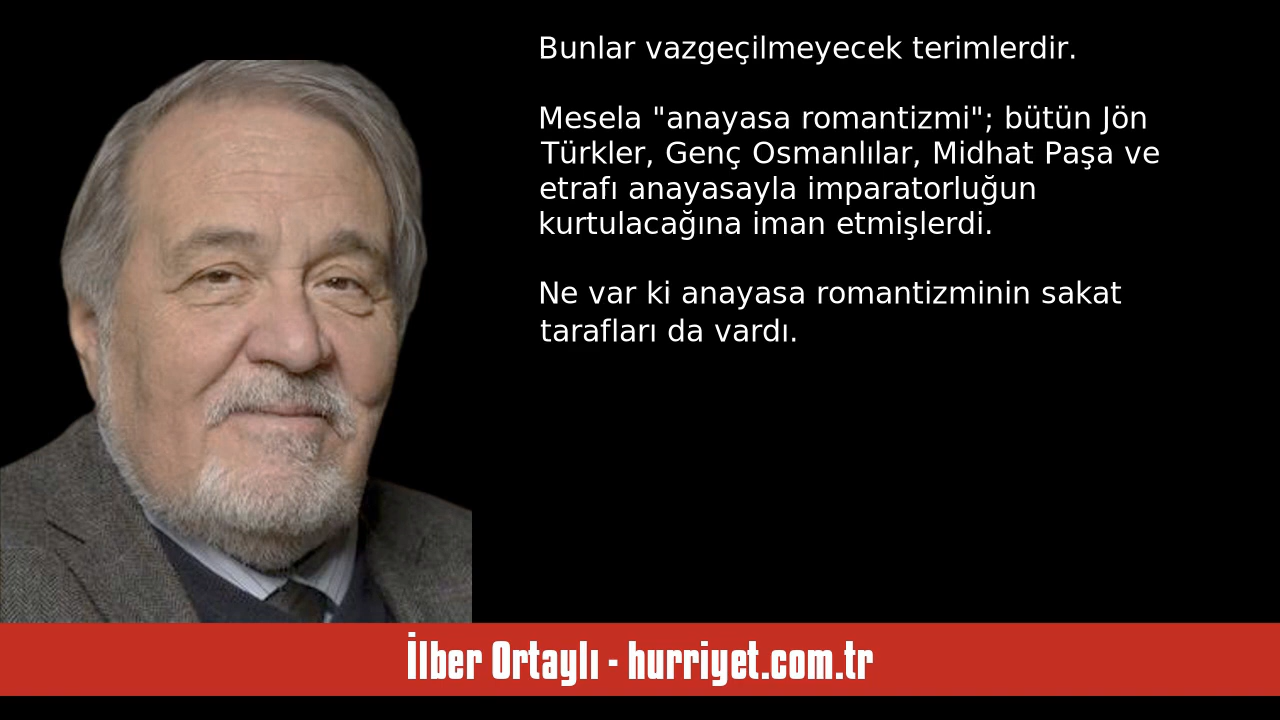 Bunlar vazgeçilmeyecek terimlerdir.
Mesela "anayasa romantizmi"; bütün Jön
Türkler, Genç Osmanlılar, Midhat Paşa ve
etrafı anayasayla imparatorluğun
kurtulacağına iman etmişlerdi.
Ne var ki anayasa romantizminin sakat
tarafları da vardı.
İlber Ortaylı - hurriyet.com.tr